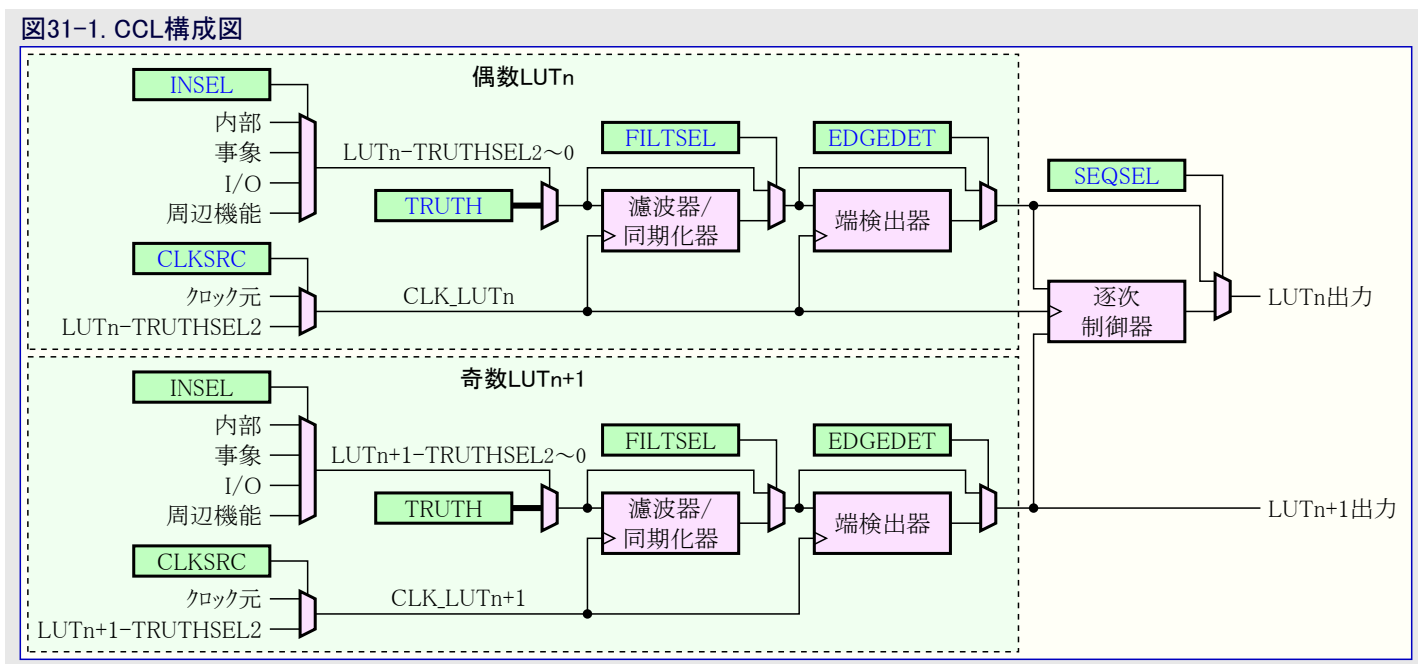 図31-1. CCL構成図
偶数LUTn
INSEL
内部
事象
I/O
周辺機能
LUTn-TRUTHSEL2～0
TRUTH
FILTSEL
濾波器/
同期化器
EDGEDET
端検出器
SEQSEL
CLKSRC
クロック元
LUTn-TRUTHSEL2
CLK_LUTn
逐次
制御器
LUTn出力
奇数LUTn+1
INSEL
内部
事象
I/O
周辺機能
LUTn+1-TRUTHSEL2～0
TRUTH
FILTSEL
濾波器/
同期化器
EDGEDET
端検出器
LUTn+1出力
CLKSRC
クロック元
LUTn+1-TRUTHSEL2
CLK_LUTn+1